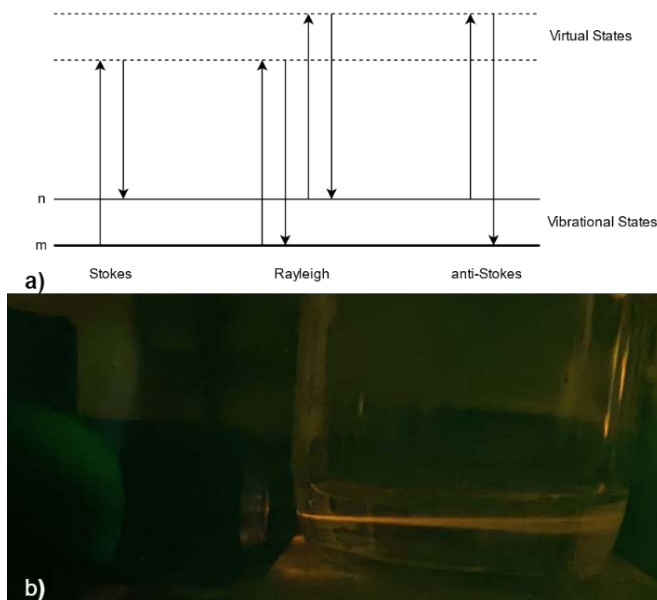 Virtual States
n
Vibrational States
m
a)
Stokes Rayleigh anti-Stokes
b)